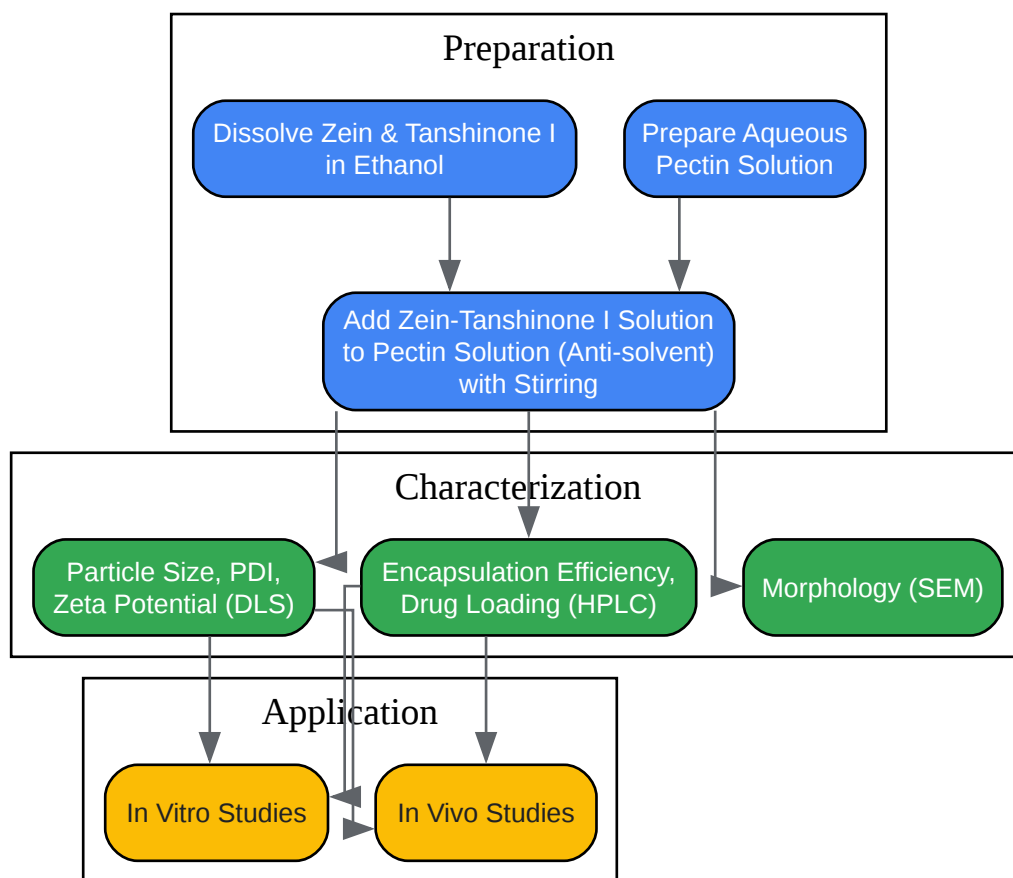 Preparation
Dissolve Zein & Tanshinone I
in Ethanol
Prepare Aqueous
Pectin Solution
Add Zein-Tanshinone I Solution
to Pectin Solution (Anti-solvent)
with Stirring
Characterization
Particle Size, PDI,
Zeta Potential (DLS)
Encapsulation Efficiency,
Drug Loading (HPLC)
Morphology (SEM)
Application
In Vitro Studies
In Vivo Studies